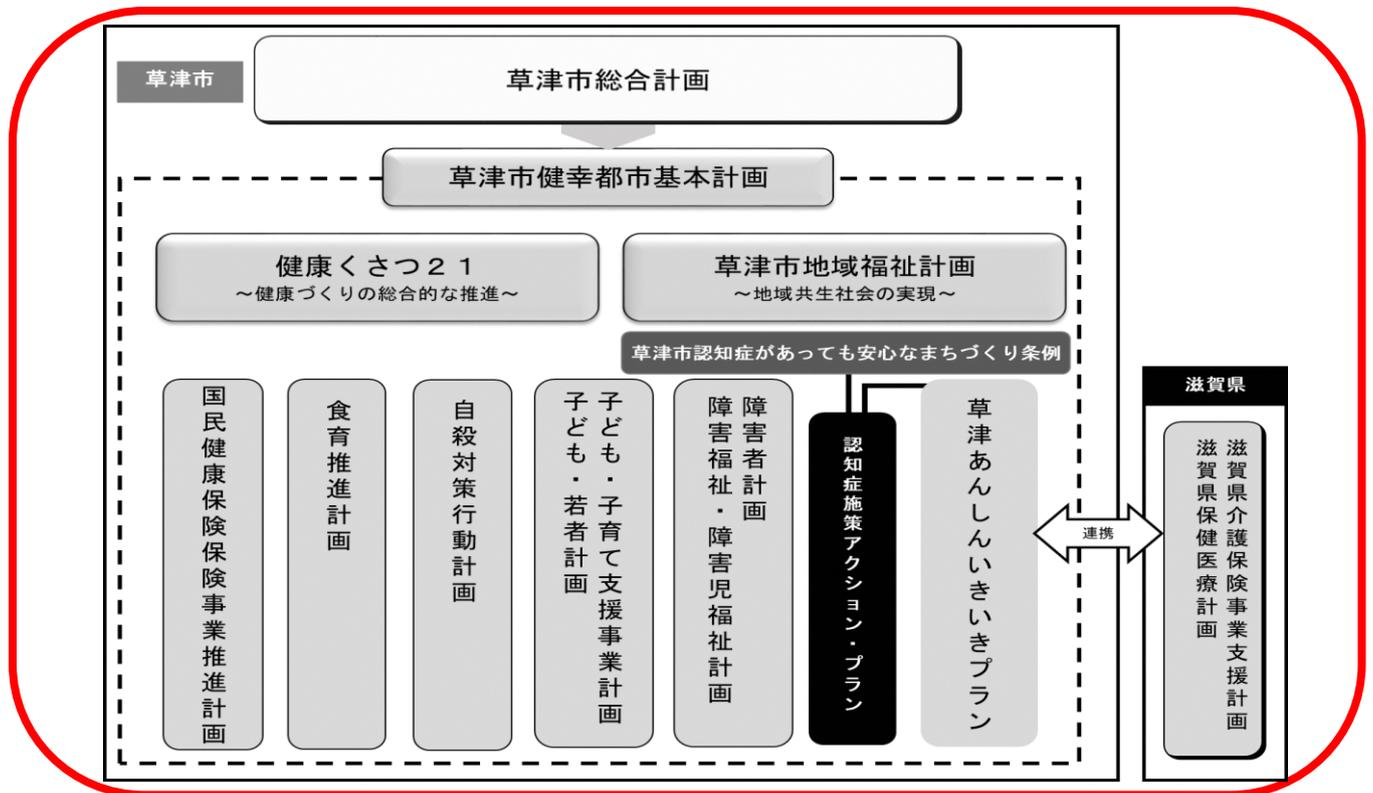 草津市
草津市総合計画
草津市健幸都市基本計画
健康くさつ２１
～健康づくりの総合的な推進～
草津市地域福祉計画
～地域共生社会の実現～
草津市認知症があっても安心なまちづくり条例
国民健康保険保険事業推進計画
食育推進計画
自殺対策行動計画
子ども・子育て支援事業計画
子ども・若者計画
障害者計画
障害福祉・障害児福祉計画
認知症施策アクション・プラン
草津あんしんいきいきプラン
連携
滋賀県
滋賀県介護保険事業支援計画
滋賀県保健医療計画